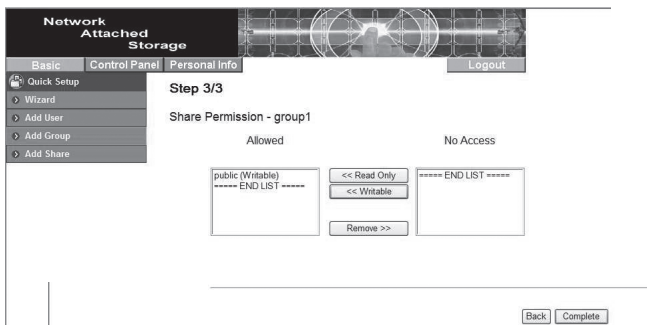 Network
Attached
Storage
Basic
Control Panel
Personal Info
Logout
Quick Setup
Wizard
Add User
Add Group
Add Share
Step 3/3
Share Permission - group1
Allowed
No Access
public (Writable)
===== END LIST =====
<< Read Only
<< Writable
Remove >>
===== END LIST =====
Back
Complete